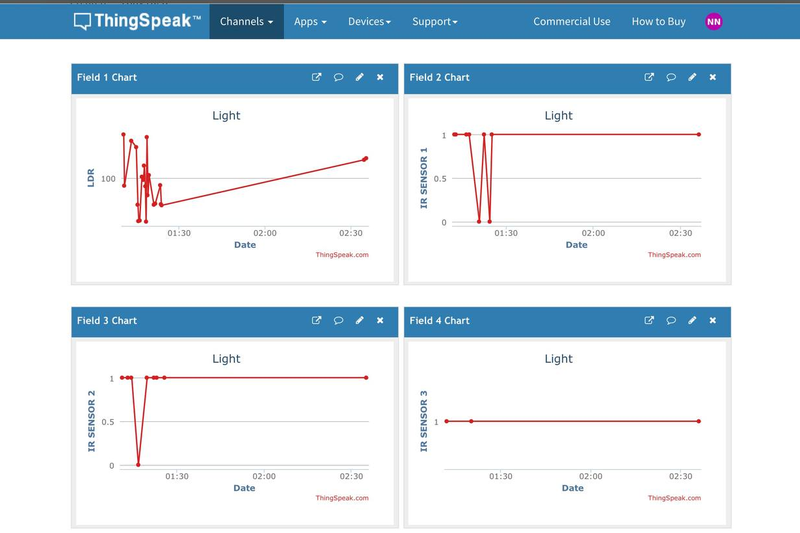 ThingSpeak™ Channels Apps Devices Support Commercial Use How to Buy NN
Field 1 Chart
Light
LDR
100
01:30 02:00 02:30
Date
ThingSpeak.com
Field 2 Chart
Light
IR SENSOR 1
1
0.5
0
01:30 02:00 02:30
Date
ThingSpeak.com
Field 3 Chart
Light
IR SENSOR 2
1
0.5
0
01:30 02:00 02:30
Date
ThingSpeak.com
Field 4 Chart
Light
IR SENSOR 3
1
01:30 02:00 02:30
Date
ThingSpeak.com